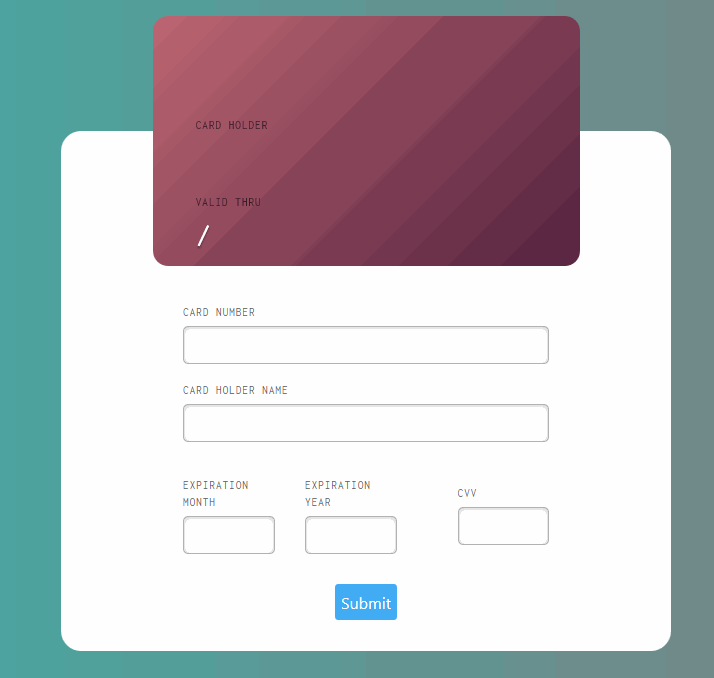 CARD HOLDER
VALID THRU
/
CARD NUMBER
CARD HOLDER NAME
EXPIRATION
MONTH
EXPIRATION
YEAR
CVV
Submit